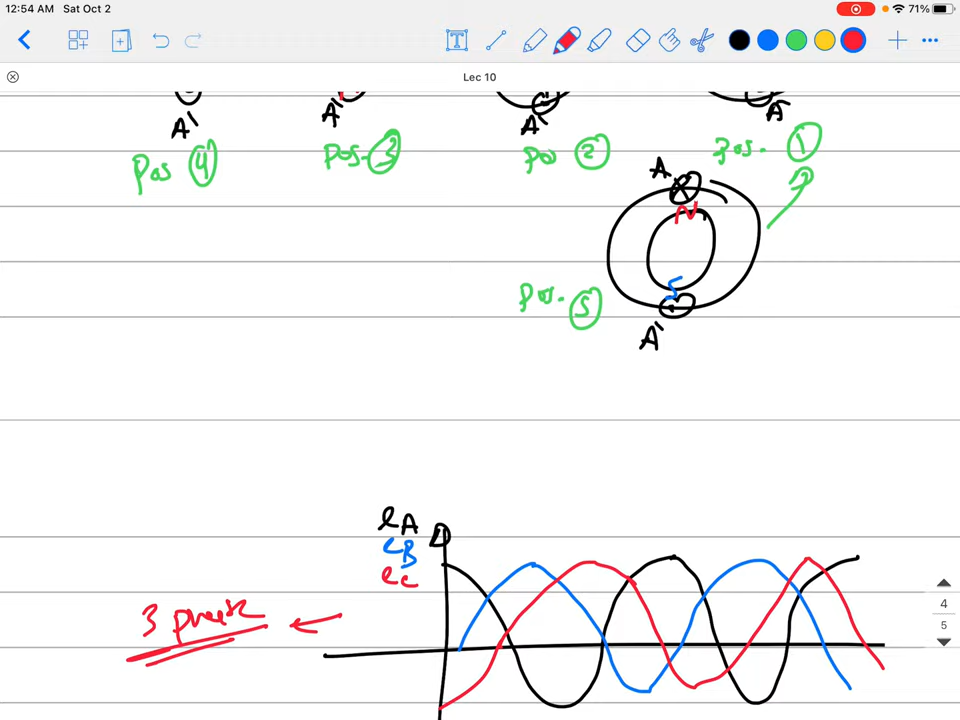 12:54 AM Sat Oct 2
71%
Lec 10
A' A' A' A'
Pos 4 Pos. 3 Pos 2 Pos. 1
A
N
S
Pos. 5
A'
eA
eB
eC
3 phase
4
5